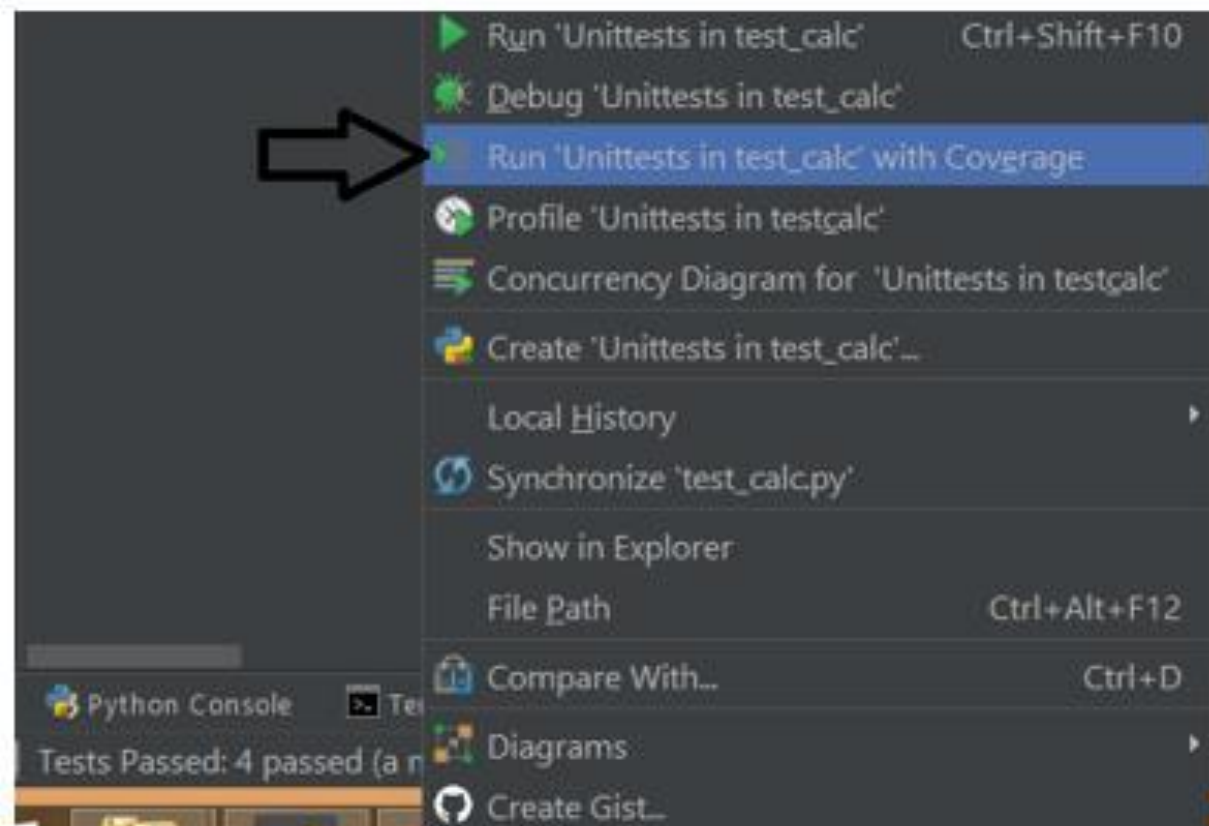 Run 'Unittests in test_calc' Ctrl+Shift+F10
Debug 'Unittests in test_calc'
Run 'Unittests in test_calc' with Coverage
Profile 'Unittests in testcalc'
Concurrency Diagram for 'Unittests in testcalc'
Create 'Unittests in test_calc'...
Local History
Synchronize 'test_calc.py'
Show in Explorer
File Path Ctrl+Alt+F12
Compare With... Ctrl+D
Python Console
Diagrams
Tests Passed: 4 passed (a
Create Gist...